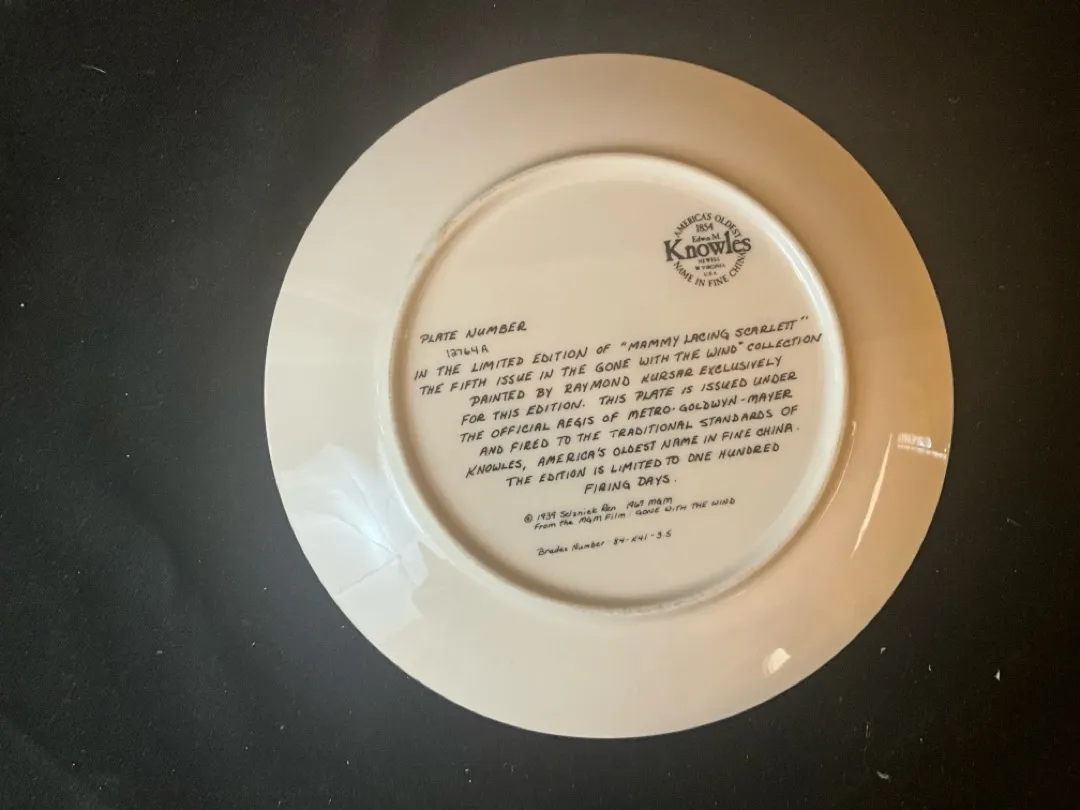 AMERICA'S OLDEST
1854
Edwin M.
Knowles
NEWELL
W VIRGINIA
U.S.A.
NAME IN FINE CHINA
PLATE NUMBER
12764A
IN THE LIMITED EDITION OF "MAMMY LACING SCARLETT"
THE FIFTH ISSUE IN THE GONE WITH THE WIND" COLLECTION
PAINTED BY RAYMOND KURSAR EXCLUSIVELY
FOR THIS EDITION. THIS PLATE IS ISSUED UNDER
THE OFFICIAL AEGIS OF METRO-GOLDWYN-MAYER
AND FIRED TO THE TRADITIONAL STANDARDS OF
KNOWLES, AMERICA'S OLDEST NAME IN FINE CHINA.
THE EDITION IS LIMITED TO ONE HUNDRED
FIRING DAYS.
© 1939 Selznick Ren 1967 MGM
From the MGM Film: GONE WITH THE WIND
Bradex Number: 84-K41-3.5